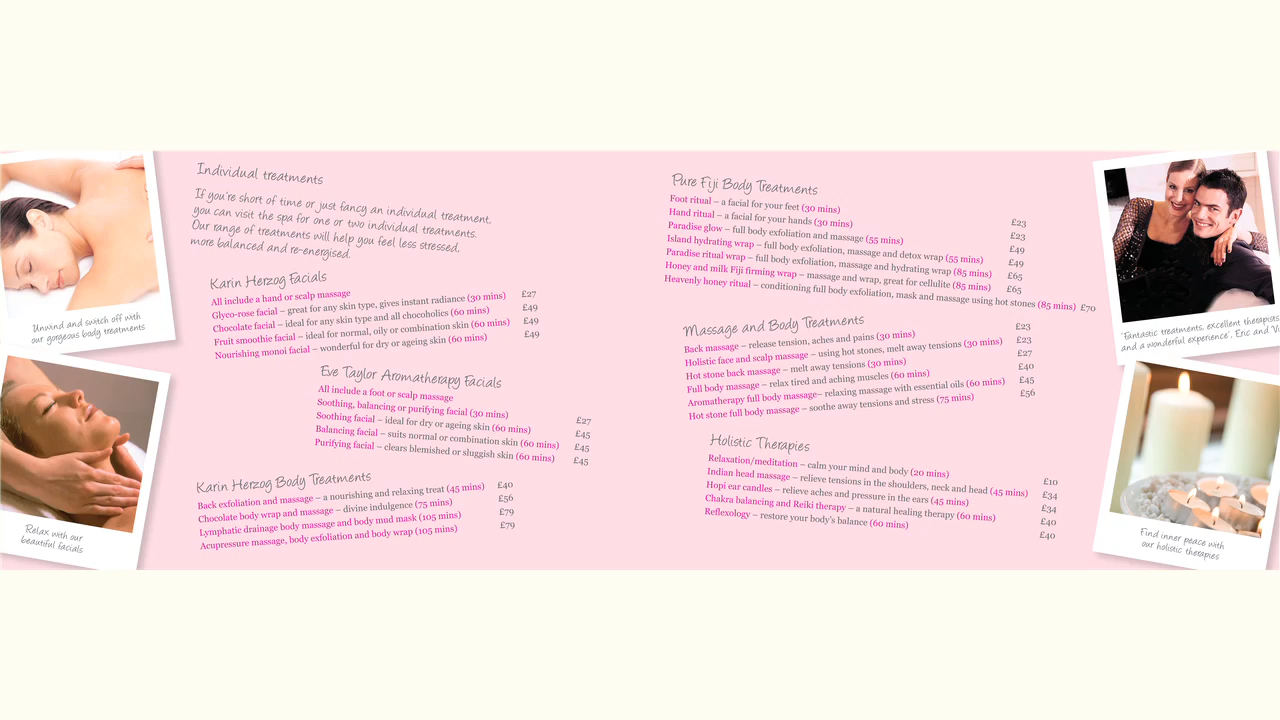 Individual treatments
If you're short of time or just fancy an individual treatment,
you can visit the spa for one or two individual treatments.
Our range of treatments will help you feel less stressed,
more balanced and re-energised.
Karin Herzog Facials
All include a hand or scalp massage
Glyco-rose facial – great for any skin type, gives instant radiance (30 mins) £27
Chocolate facial – ideal for any skin type and all chocoholics (60 mins) £49
Fruit smoothie facial – ideal for normal, oily or combination skin (60 mins) £49
Nourishing monoi facial – wonderful for dry or ageing skin (60 mins) £49
Eve Taylor Aromatherapy Facials
All include a foot or scalp massage
Soothing, balancing or purifying facial (30 mins) £27
Soothing facial – ideal for dry or ageing skin (60 mins) £45
Balancing facial – suits normal or combination skin (60 mins) £45
Purifying facial – clears blemished or sluggish skin (60 mins) £45
Karin Herzog Body Treatments
Back exfoliation and massage – a nourishing and relaxing treat (45 mins) £40
Chocolate body wrap and massage – divine indulgence (75 mins) £56
Lymphatic drainage body massage and body mud mask (105 mins) £79
Acupressure massage, body exfoliation and body wrap (105 mins) £79
Unwind and switch off with
our gorgeous body treatments
Relax with our
beautiful facials
Pure Fiji Body Treatments
Foot ritual – a facial for your feet (30 mins) £23
Hand ritual – a facial for your hands (30 mins) £23
Paradise glow – full body exfoliation and massage (55 mins) £49
Island hydrating wrap – full body exfoliation, massage and detox wrap (55 mins) £49
Paradise ritual wrap – full body exfoliation, massage and hydrating wrap (85 mins) £65
Honey and milk Fiji firming wrap – massage and wrap, great for cellulite (85 mins) £65
Heavenly honey ritual – conditioning full body exfoliation, mask and massage using hot stones (85 mins) £70
Massage and Body Treatments
Back massage – release tension, aches and pains (30 mins) £23
Holistic face and scalp massage – using hot stones, melt away tensions (30 mins) £23
Hot stone back massage – melt away tensions (30 mins) £27
Full body massage – relax tired and aching muscles (60 mins) £40
Aromatherapy full body massage– relaxing massage with essential oils (60 mins) £45
Hot stone full body massage – soothe away tensions and stress (75 mins) £56
Holistic Therapies
Relaxation/meditation – calm your mind and body (20 mins) £10
Indian head massage – relieve tensions in the shoulders, neck and head (45 mins) £34
Hopi ear candles – relieve aches and pressure in the ears (45 mins) £34
Chakra balancing and Reiki therapy – a natural healing therapy (60 mins) £40
Reflexology – restore your body's balance (60 mins) £40
'Fantastic treatments, excellent therapists
and a wonderful experience', Eric and
Find inner peace with
our holistic therapies